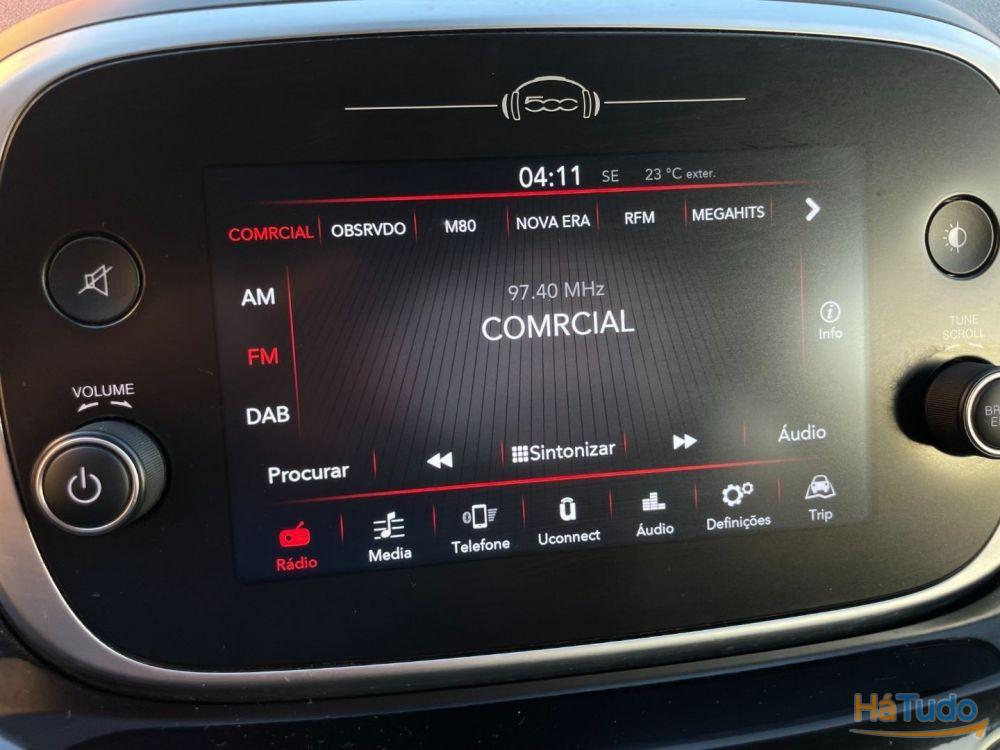 500
04:11 SE 23 °C exter.
COMRCIAL OBSRVDO M80 NOVA ERA RFM MEGAHITS
AM
FM
DAB
97.40 MHz
COMRCIAL
Info
VOLUME
TUNE
SCROLL
Procurar Sintonizar Áudio
Rádio Media Telefone Uconnect Áudio Definições Trip
HáTudo